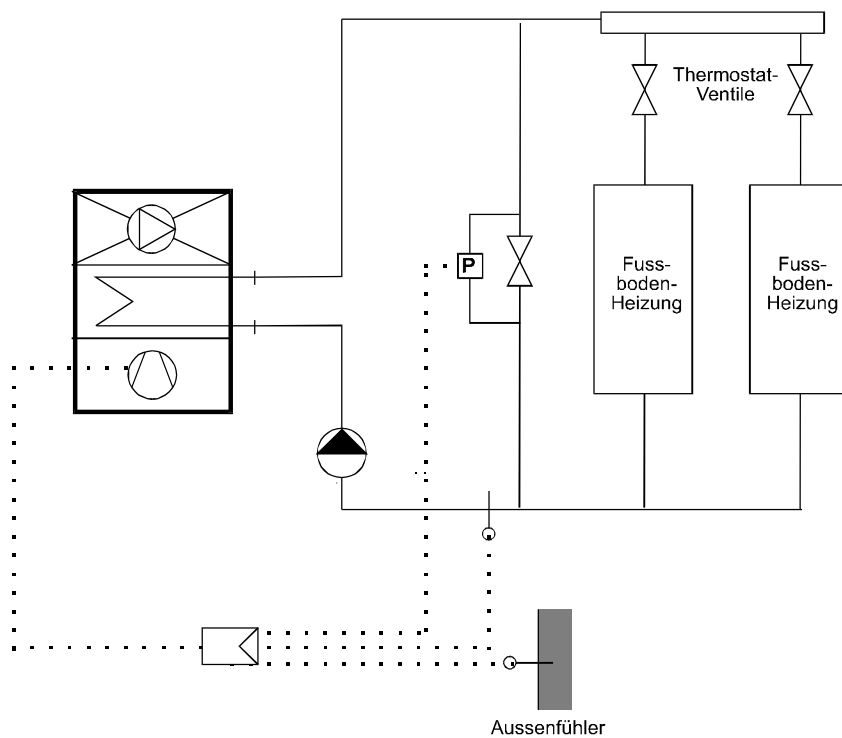 Thermostat-
Ventile
P
Fuss-
boden-
Heizung
Fuss-
boden-
Heizung
Aussenfühler